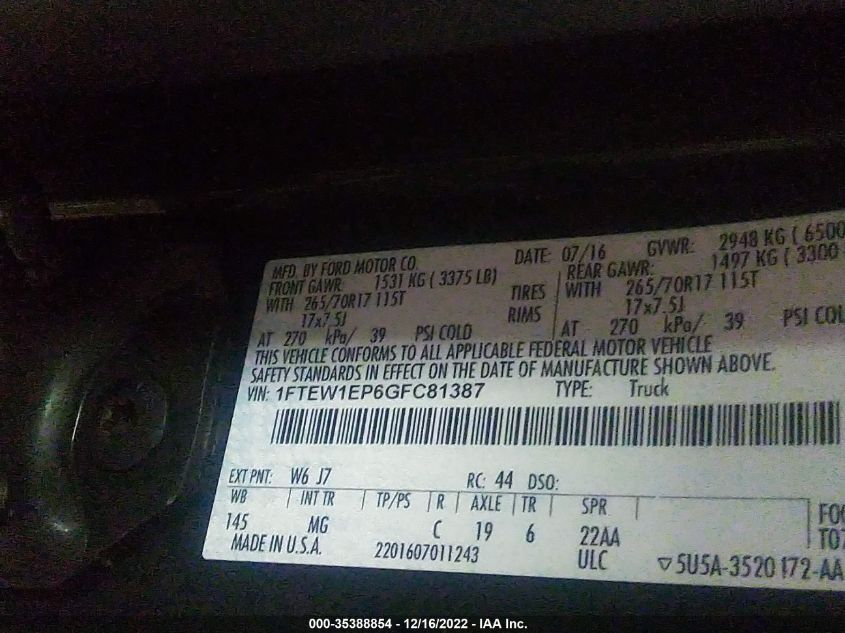 MFD. BY FORD MOTOR CO. DATE: 07/16 GVWR: 2948 KG ( 6500
FRONT GAWR: 1531 KG ( 3375 LB) REAR GAWR: 1497 KG ( 3300
WITH 265/70R17 115T TIRES WITH 265/70R17 115T
17x7.5J RIMS 17x7.5J
AT 270 kPa/ 39 PSI COLD AT 270 kPa/ 39 PSI COL
THIS VEHICLE CONFORMS TO ALL APPLICABLE FEDERAL MOTOR VEHICLE
SAFETY STANDARDS IN EFFECT ON THE DATE OF MANUFACTURE SHOWN ABOVE.
VIN: 1FTEW1EP6GFC81387 TYPE: Truck
EXT PNT: W6 J7 RC: 44 DSO:
WB INT TR TP/PS R AXLE TR SPR
145 MG C 19 6 22AA
MADE IN U.S.A. 2201607011243 ULC
FO
TO
▽5U5A-3520172-AA
000-35388854 - 12/16/2022 - IAA Inc.